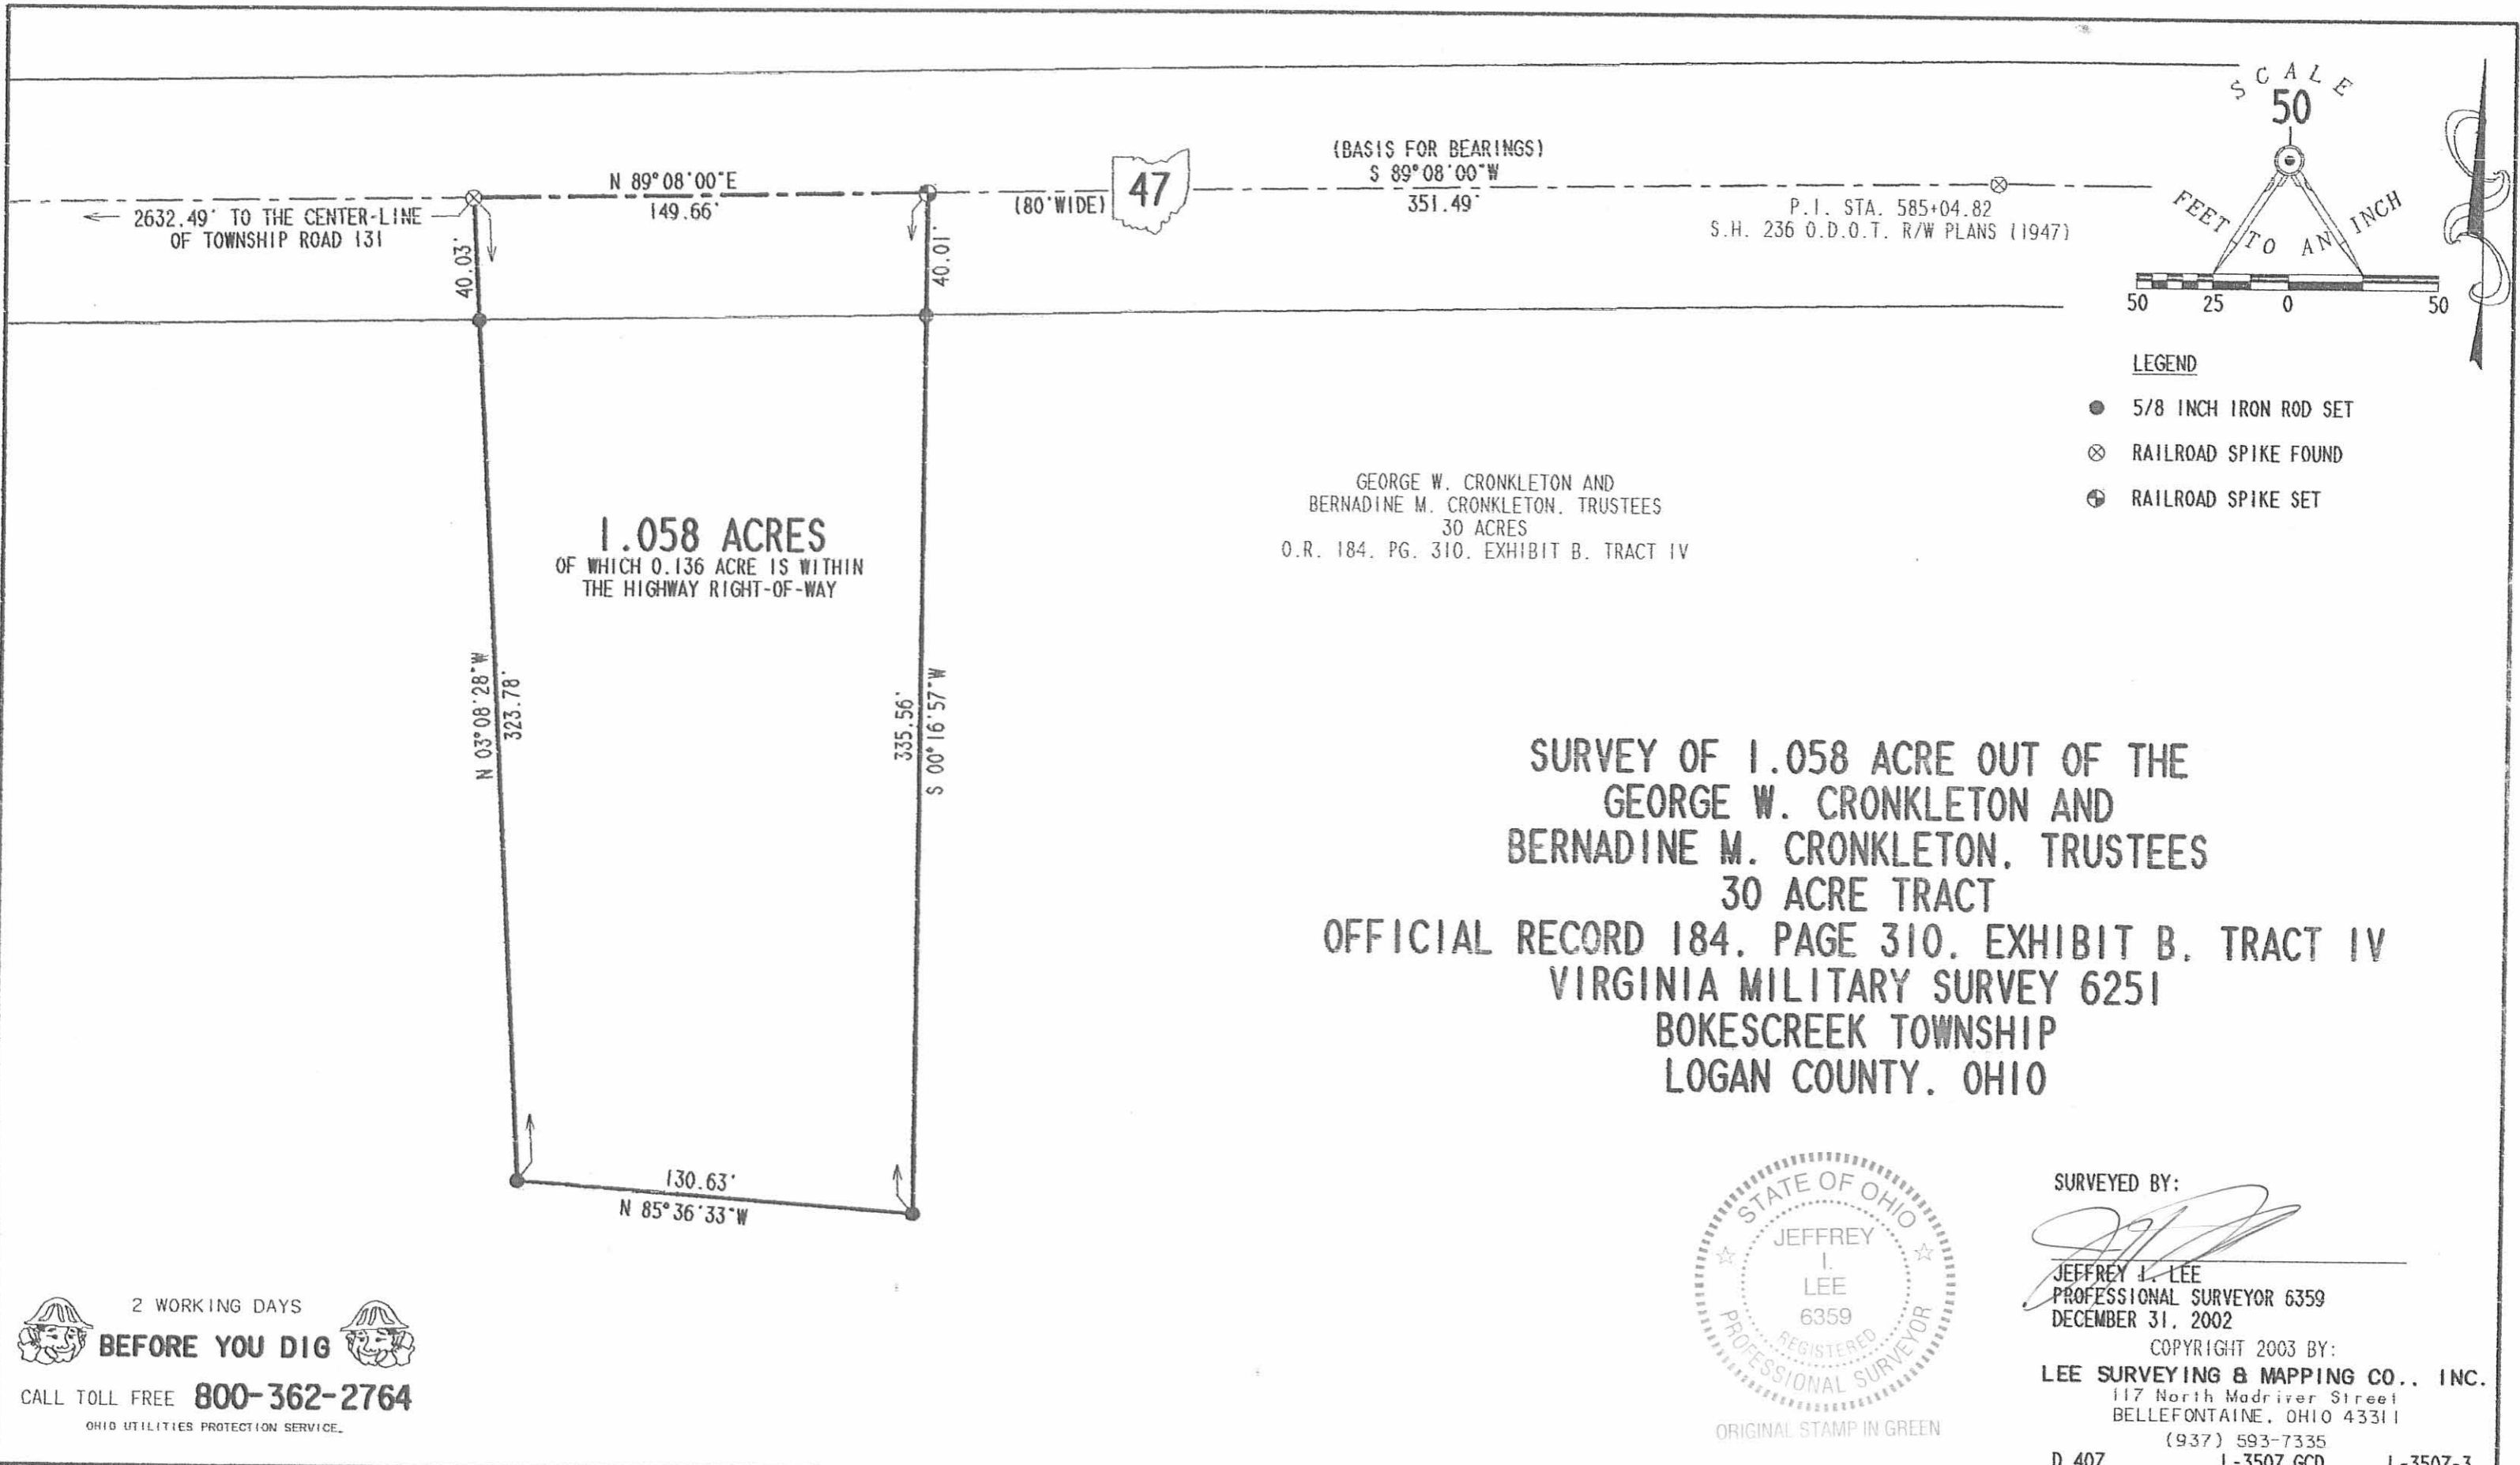 SCALE
50
FEET TO AN INCH
50 25 0 50
(BASIS FOR BEARINGS)
N 89°08'00"E
S 89°08'00"W
149.66'
(80'WIDE)
47
351.49'
2632.49' TO THE CENTER-LINE
OF TOWNSHIP ROAD 131
P.I. STA. 585+04.82
S.H. 236 O.D.O.T. R/W PLANS (1947)
40.03'
40.01'
LEGEND
5/8 INCH IRON ROD SET
RAILROAD SPIKE FOUND
RAILROAD SPIKE SET
GEORGE W. CRONKLETON AND
BERNADINE M. CRONKLETON, TRUSTEES
30 ACRES
O.R. 184, PG. 310, EXHIBIT B, TRACT IV
1.058 ACRES
OF WHICH 0.136 ACRE IS WITHIN
THE HIGHWAY RIGHT-OF-WAY
N 03°08'28"W
323.78'
335.56'
S 00°16'57"W
130.63'
N 85°36'33"W
SURVEY OF 1.058 ACRE OUT OF THE
GEORGE W. CRONKLETON AND
BERNADINE M. CRONKLETON, TRUSTEES
30 ACRE TRACT
OFFICIAL RECORD 184, PAGE 310, EXHIBIT B, TRACT IV
VIRGINIA MILITARY SURVEY 6251
BOKESCREEK TOWNSHIP
LOGAN COUNTY, OHIO
2 WORKING DAYS
BEFORE YOU DIG
CALL TOLL FREE 800-362-2764
OHIO UTILITIES PROTECTION SERVICE.
STATE OF OHIO
JEFFREY
I.
LEE
6359
REGISTERED
PROFESSIONAL SURVEYOR
ORIGINAL STAMP IN GREEN
SURVEYED BY:
JEFFREY I. LEE
PROFESSIONAL SURVEYOR 6359
DECEMBER 31, 2002
COPYRIGHT 2003 BY:
LEE SURVEYING & MAPPING CO., INC.
117 North Madriver Street
BELLEFONTAINE, OHIO 43311
(937) 593-7335
D 407 L-3507.GCD L-3507-3